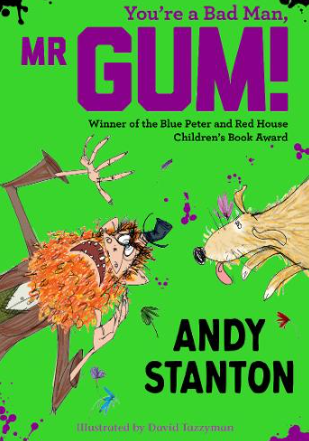 You're a Bad Man,
MR GUM!
Winner of the Blue Peter and Red House
Children's Book Award
ANDY
STANTON
Illustrated by David Tazzyman